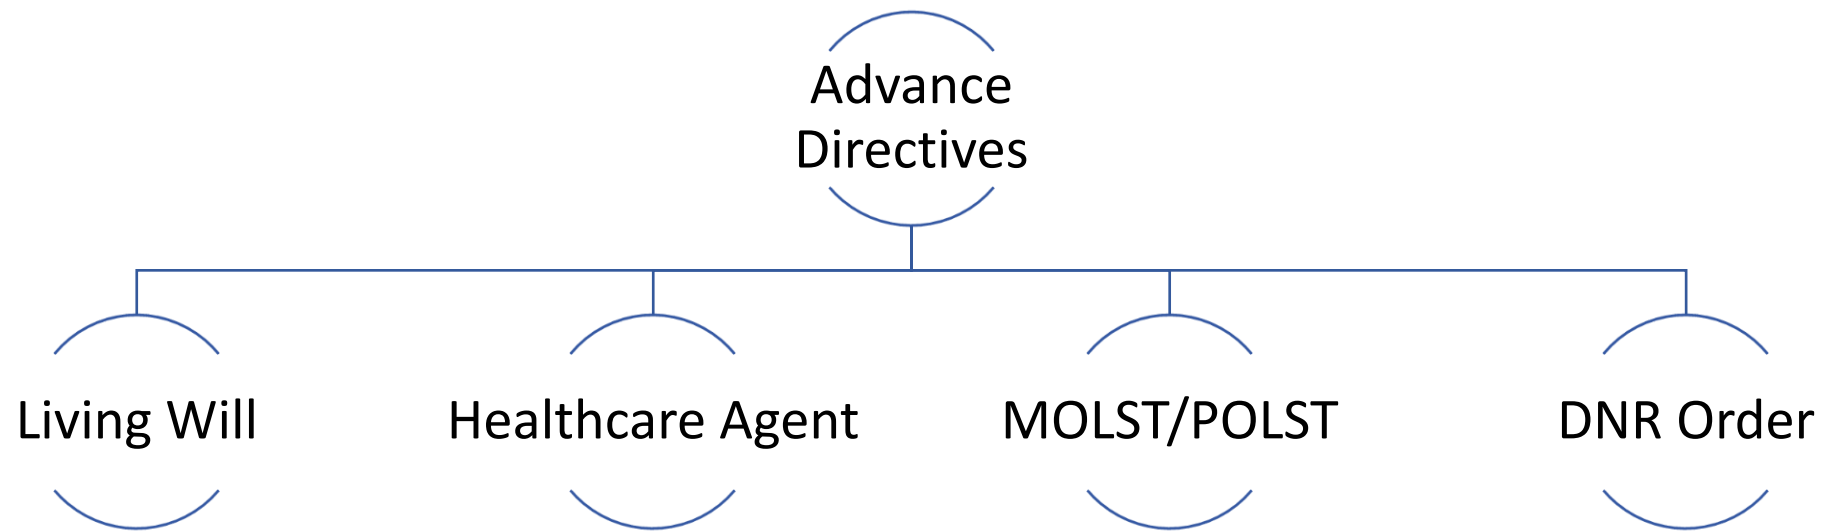 Advance
Directives
Living Will
Healthcare Agent
MOLST/POLST
DNR Order